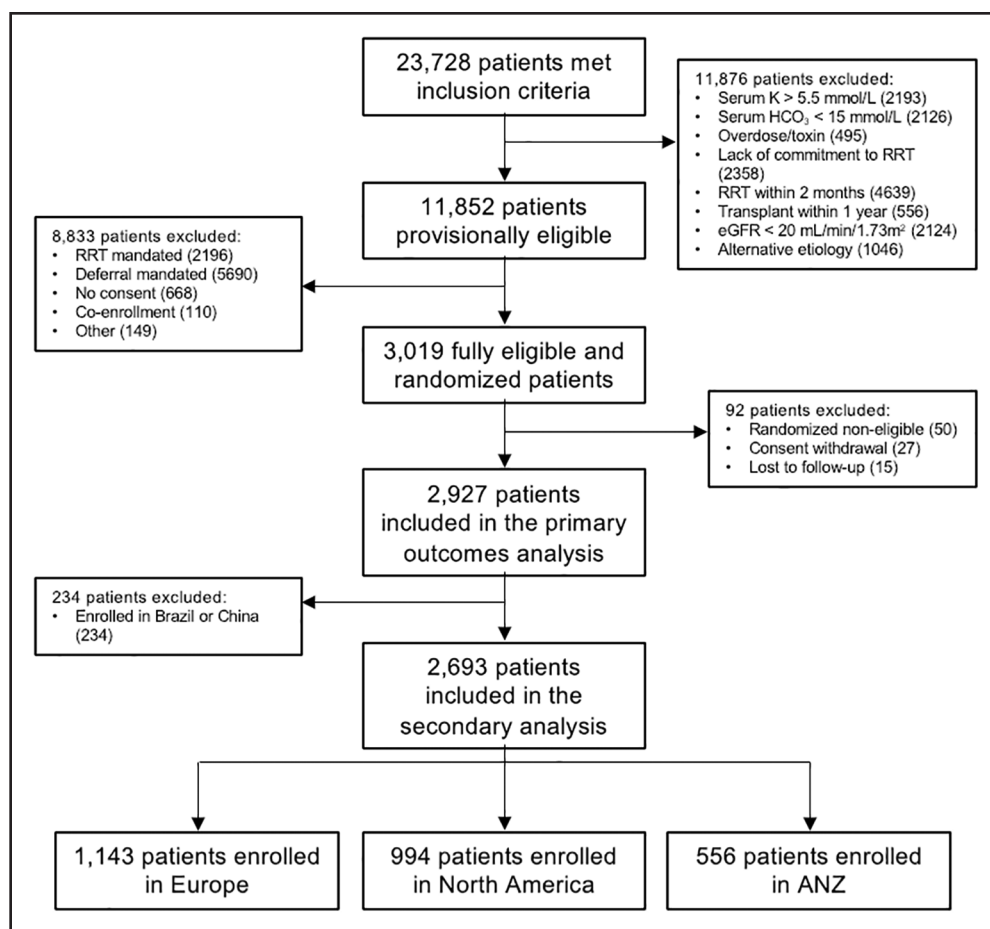 23,728 patients met
inclusion criteria
11,876 patients excluded:
• Serum K > 5.5 mmol/L (2193)
• Serum HCO₃ < 15 mmol/L (2126)
• Overdose/toxin (495)
• Lack of commitment to RRT
(2358)
• RRT within 2 months (4639)
• Transplant within 1 year (556)
• eGFR < 20 mL/min/1.73m² (2124)
• Alternative etiology (1046)
11,852 patients
provisionally eligible
8,833 patients excluded:
• RRT mandated (2196)
• Deferral mandated (5690)
• No consent (668)
• Co-enrollment (110)
• Other (149)
3,019 fully eligible and
randomized patients
92 patients excluded:
• Randomized non-eligible (50)
• Consent withdrawal (27)
• Lost to follow-up (15)
2,927 patients
included in the primary
outcomes analysis
234 patients excluded:
• Enrolled in Brazil or China
(234)
2,693 patients
included in the
secondary analysis
1,143 patients enrolled
in Europe
994 patients enrolled
in North America
556 patients enrolled
in ANZ